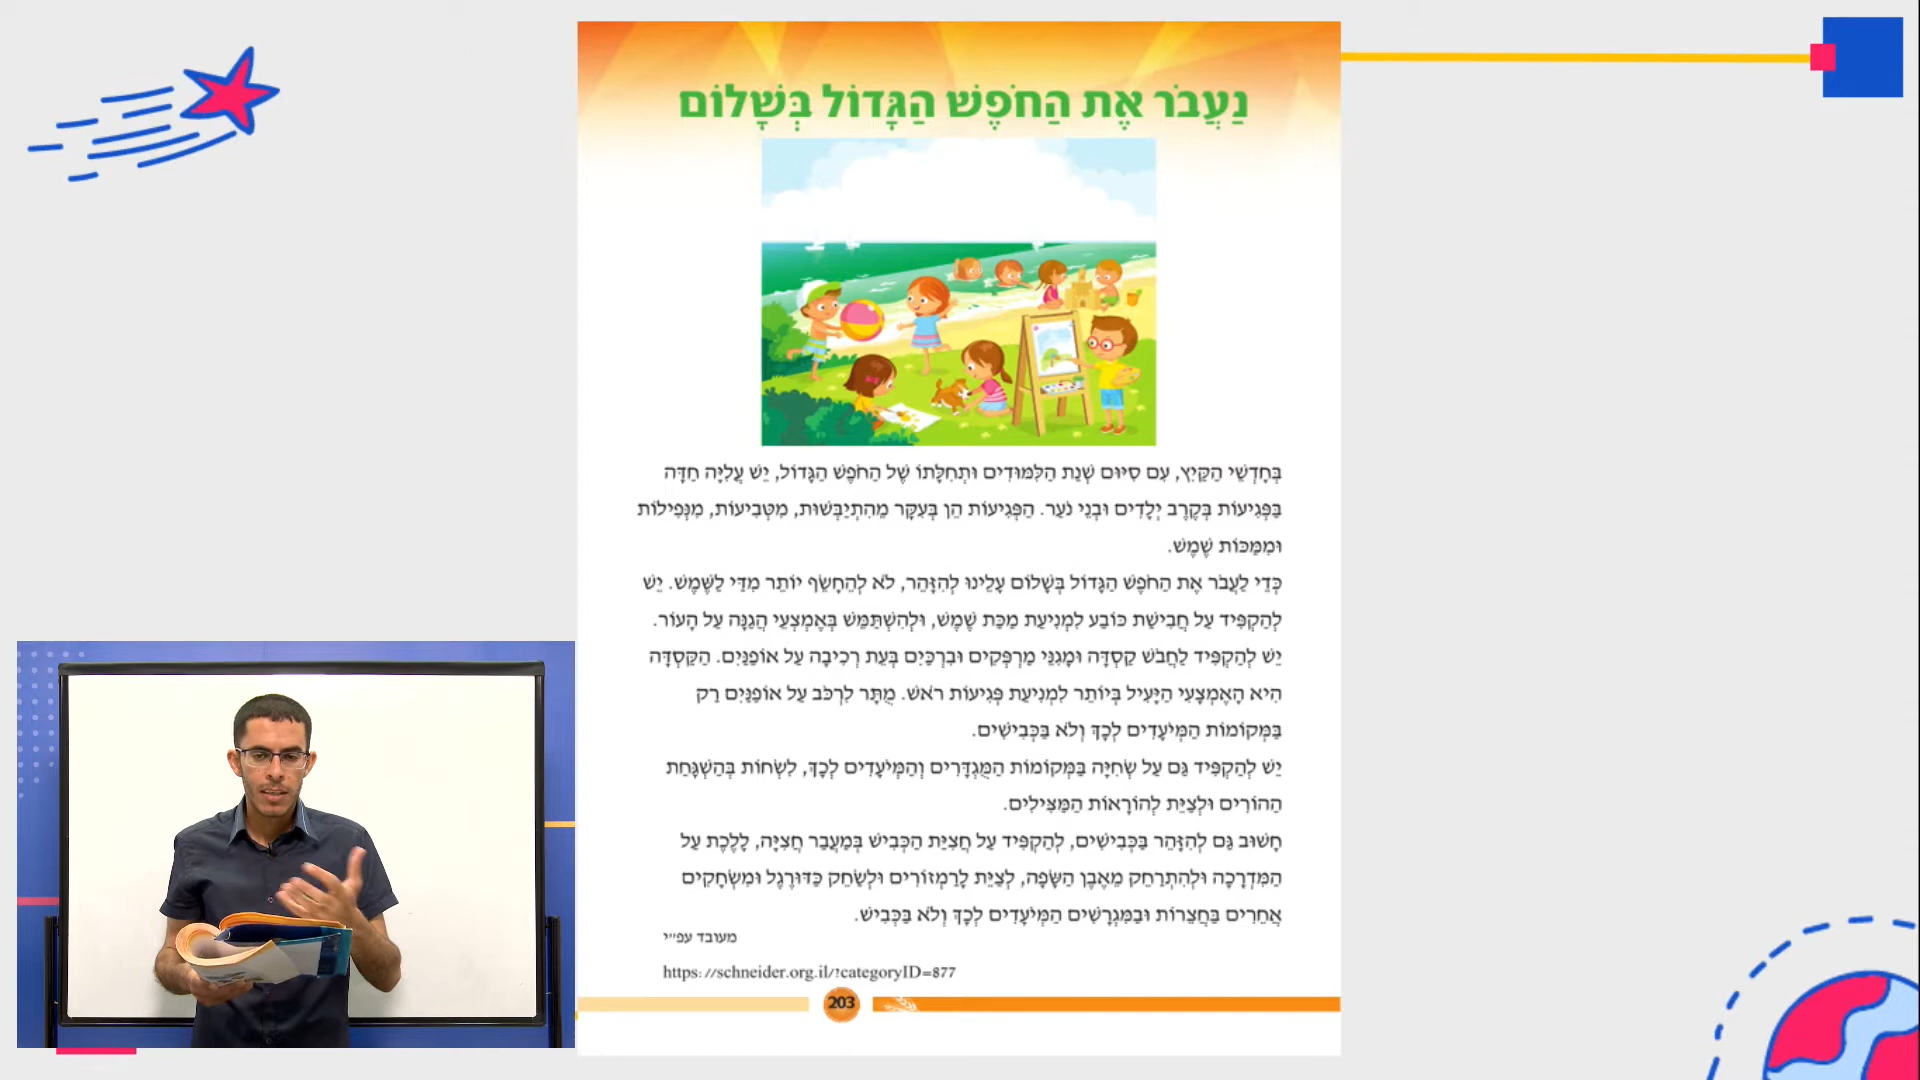 נַעֲבֹר אֶת הַחֹפֶשׁ הַגָּדוֹל בְּשָׁלוֹם
בְּחָדְשֵׁי הַקַּיִץ, עִם סִיּוּם שְׁנַת הַלִּמּוּדִים וּתְחִלָּתוֹ שֶׁל הַחֹפֶשׁ הַגָּדוֹל, יֵשׁ עֲלִיָּה חַדָּה
בַּפְּגִיעוֹת בְּקֶרֶב יְלָדִים וּבְנֵי נֹעַר. הַפְּגִיעוֹת הֵן בְּעִקָּר מֵהִתְיַבְּשׁוּת, מִטְּבִיעוֹת, מִנְּפִילוֹת
וּמִמַּכּוֹת שֶׁמֶשׁ.
כְּדֵי לַעֲבֹר אֶת הַחֹפֶשׁ הַגָּדוֹל בְּשָׁלוֹם עָלֵינוּ לְהִזָּהֵר, לֹא לְהֵחָשֵׂף יוֹתֵר מִדַּי לַשֶּׁמֶשׁ. יֵשׁ
לְהַקְפִּיד עַל חֲבִישַׁת כּוֹבַע לִמְנִיעַת מַכַּת שֶׁמֶשׁ, וּלְהִשְׁתַּמֵּשׁ בְּאֶמְצְעֵי הֲגַנָּה עַל הָעוֹר.
יֵשׁ לְהַקְפִּיד לַחֲבֹשׁ קַסְדָּה וּמָגִנֵּי מַרְפְּקִים וּבִרְכַּיִם בְּעֵת רְכִיבָה עַל אוֹפַנַּיִם. הַקַּסְדָּה
הִיא הָאֶמְצָעִי הַיָּעִיל בְּיוֹתֵר לִמְנִיעַת פְּגִיעוֹת רֹאשׁ. מֻתָּר לִרְכֹּב עַל אוֹפַנַּיִם רַק
בַּמְּקוֹמוֹת הַמְּיֹעָדִים לְכָךְ וְלֹא בַּכְּבִישִׁים.
יֵשׁ לְהַקְפִּיד גַּם עַל שְׂחִיָּה בַּמְּקוֹמוֹת הַמֻּגְדָּרִים וְהַמְּיֹעָדִים לְכָךְ, לִשְׂחוֹת בְּהַשְׁגָּחַת
הַהוֹרִים וּלְצַיֵּת לְהוֹרָאוֹת הַמַּצִּילִים.
חָשׁוּב גַּם לְהִזָּהֵר בַּכְּבִישִׁים, לְהַקְפִּיד עַל חֲצִיַּת הַכְּבִישׁ בְּמַעֲבַר חֲצִיָּה, לָלֶכֶת עַל
הַמִּדְרָכָה וּלְהִתְרַחֵק מֵאֶבֶן הַשָּׂפָה, לְצַיֵּת לָרַמְזוֹרִים וּלְשַׂחֵק כַּדּוּרֶגֶל וּמִשְׂחָקִים
אֲחֵרִים בַּחֲצֵרוֹת וּבַמִּגְרָשִׁים הַמְּיֹעָדִים לְכָךְ וְלֹא בַּכְּבִישׁ.
מעובד עפ״י
https://schneider.org.il/?categoryID=877
203